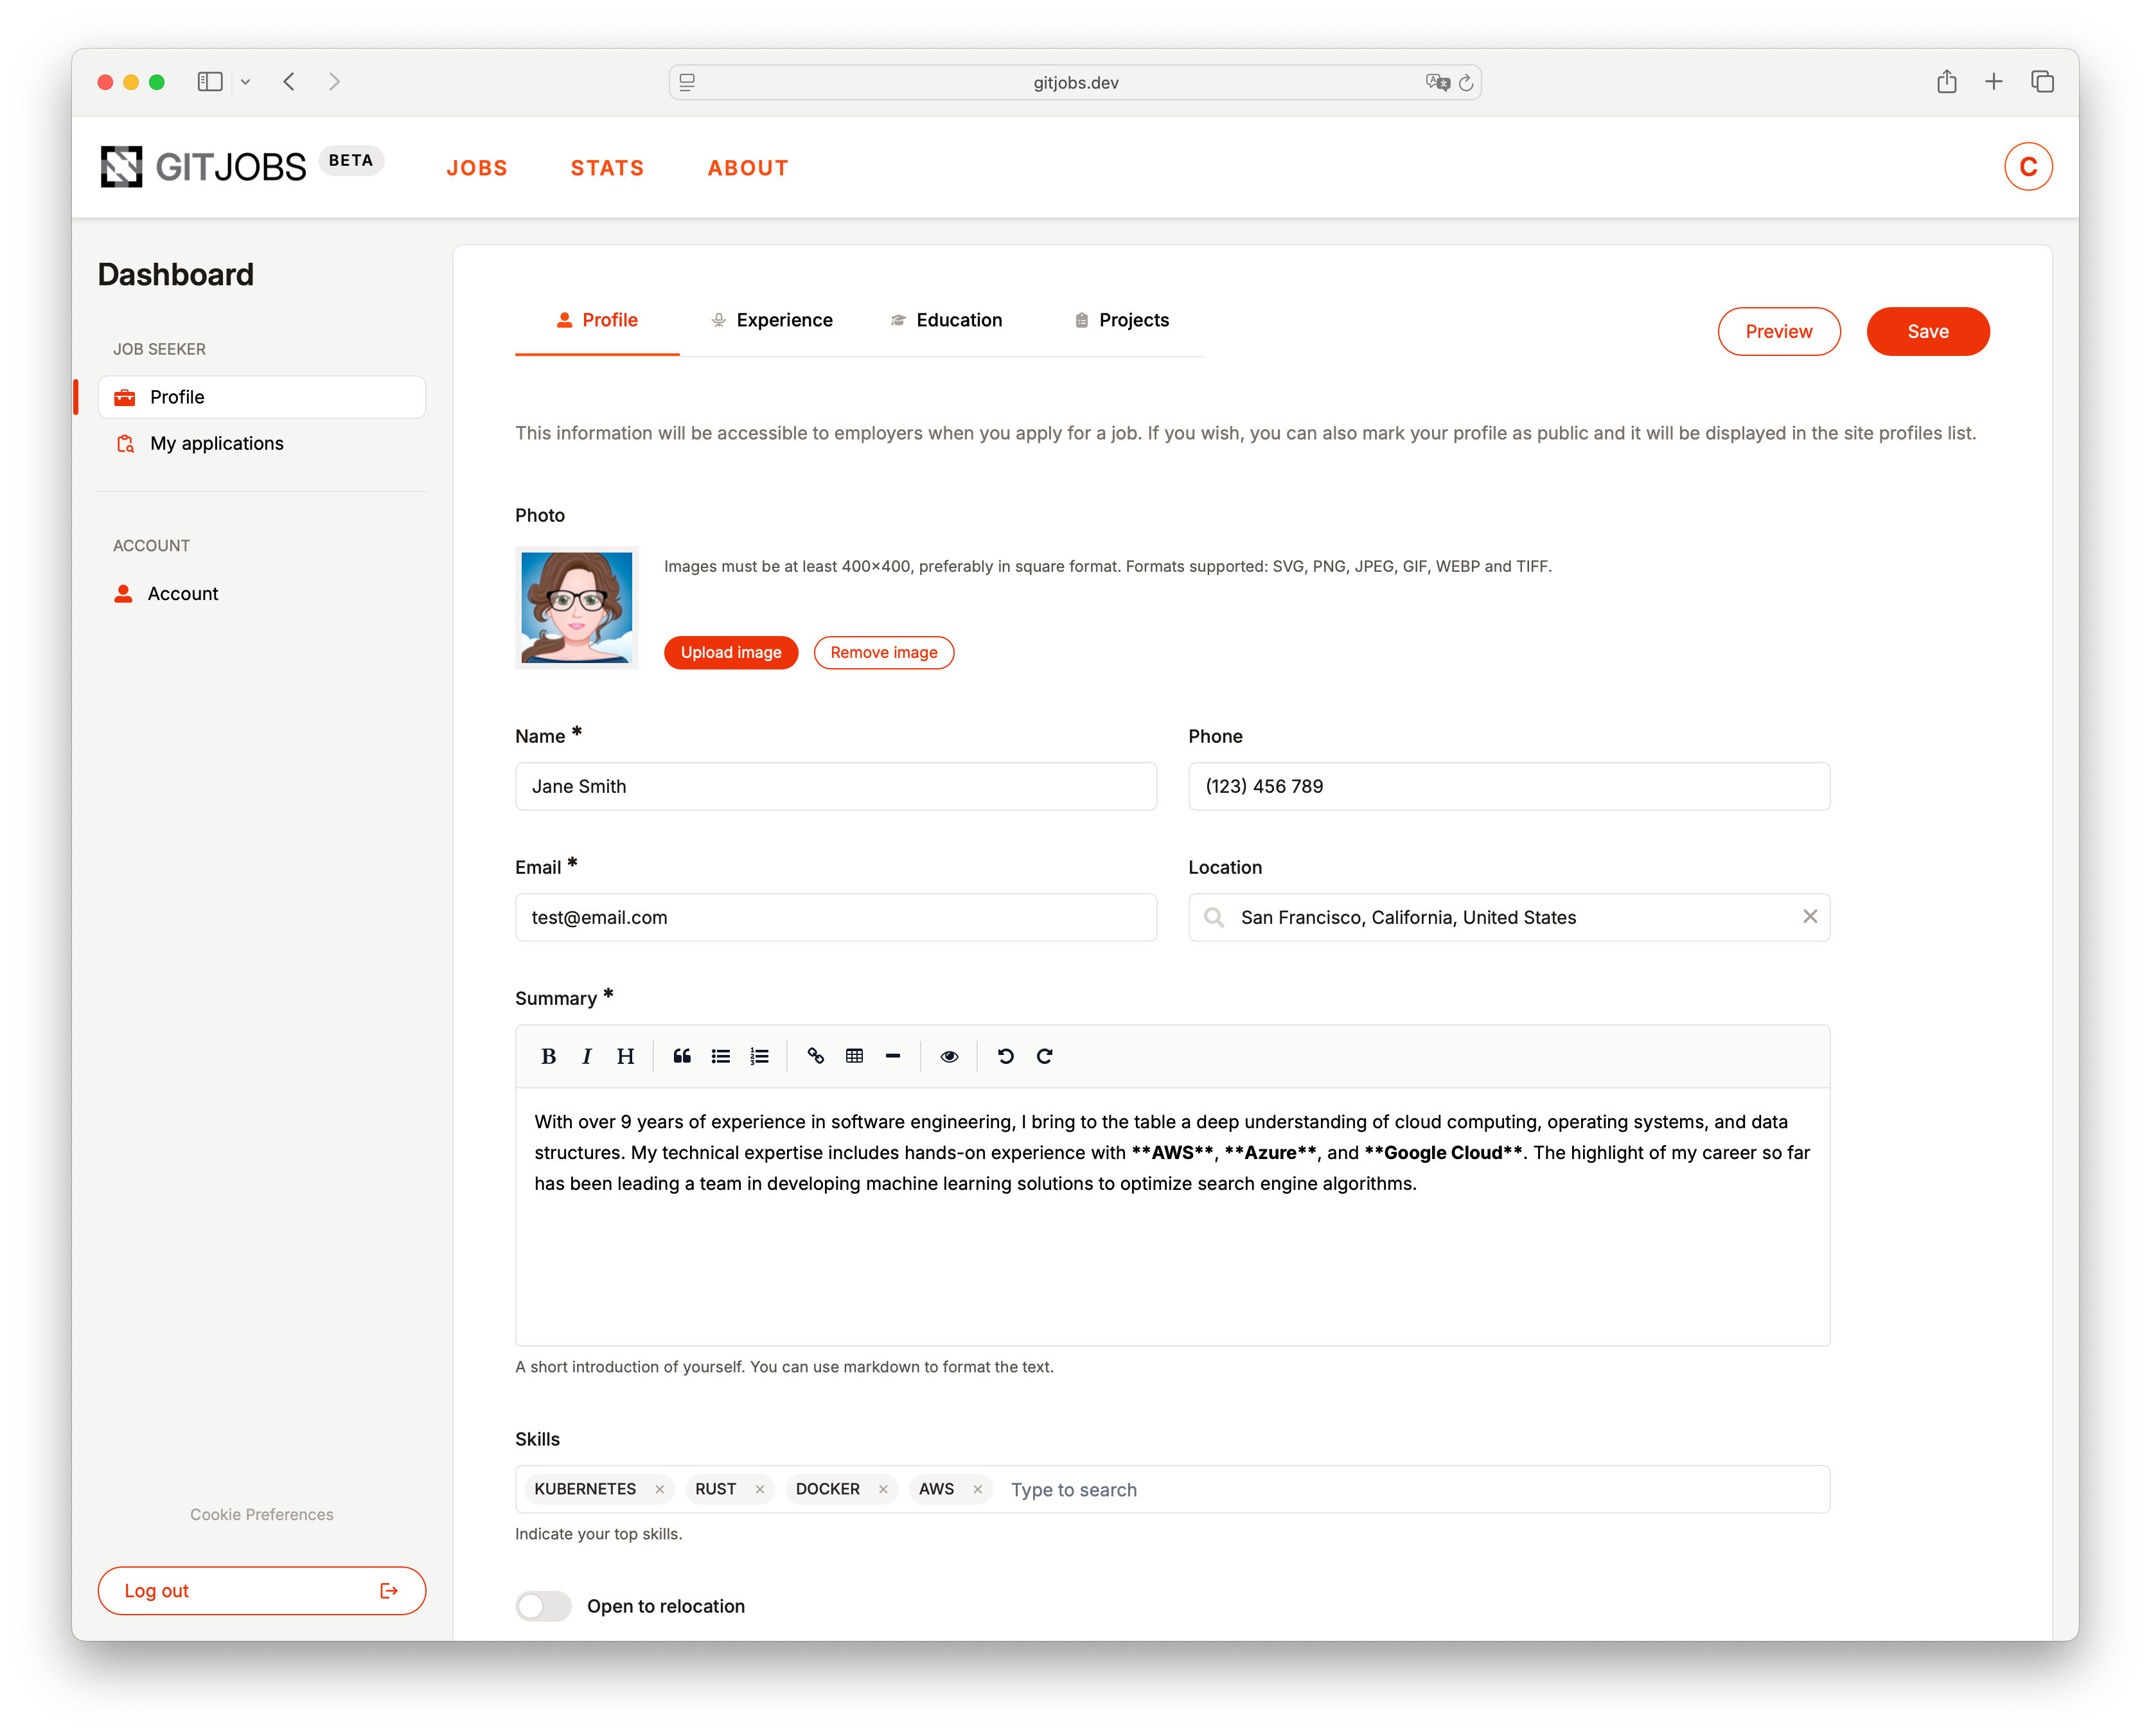 gitjobs.dev
GITJOBS BETA
JOBS STATS ABOUT
C
Dashboard
JOB SEEKER
Profile
My applications
ACCOUNT
Account
Cookie Preferences
Log out
Profile Experience Education Projects
Preview Save
This information will be accessible to employers when you apply for a job. If you wish, you can also mark your profile as public and it will be displayed in the site profiles list.
Photo
Images must be at least 400x400, preferably in square format. Formats supported: SVG, PNG, JPEG, GIF, WEBP and TIFF.
Upload image Remove image
Name * Phone
Jane Smith (123) 456 789
Email * Location
test@email.com San Francisco, California, United States
Summary *
B I H
With over 9 years of experience in software engineering, I bring to the table a deep understanding of cloud computing, operating systems, and data
structures. My technical expertise includes hands-on experience with **AWS**, **Azure**, and **Google Cloud**. The highlight of my career so far
has been leading a team in developing machine learning solutions to optimize search engine algorithms.
A short introduction of yourself. You can use markdown to format the text.
Skills
KUBERNETES × RUST × DOCKER × AWS × Type to search
Indicate your top skills.
Open to relocation